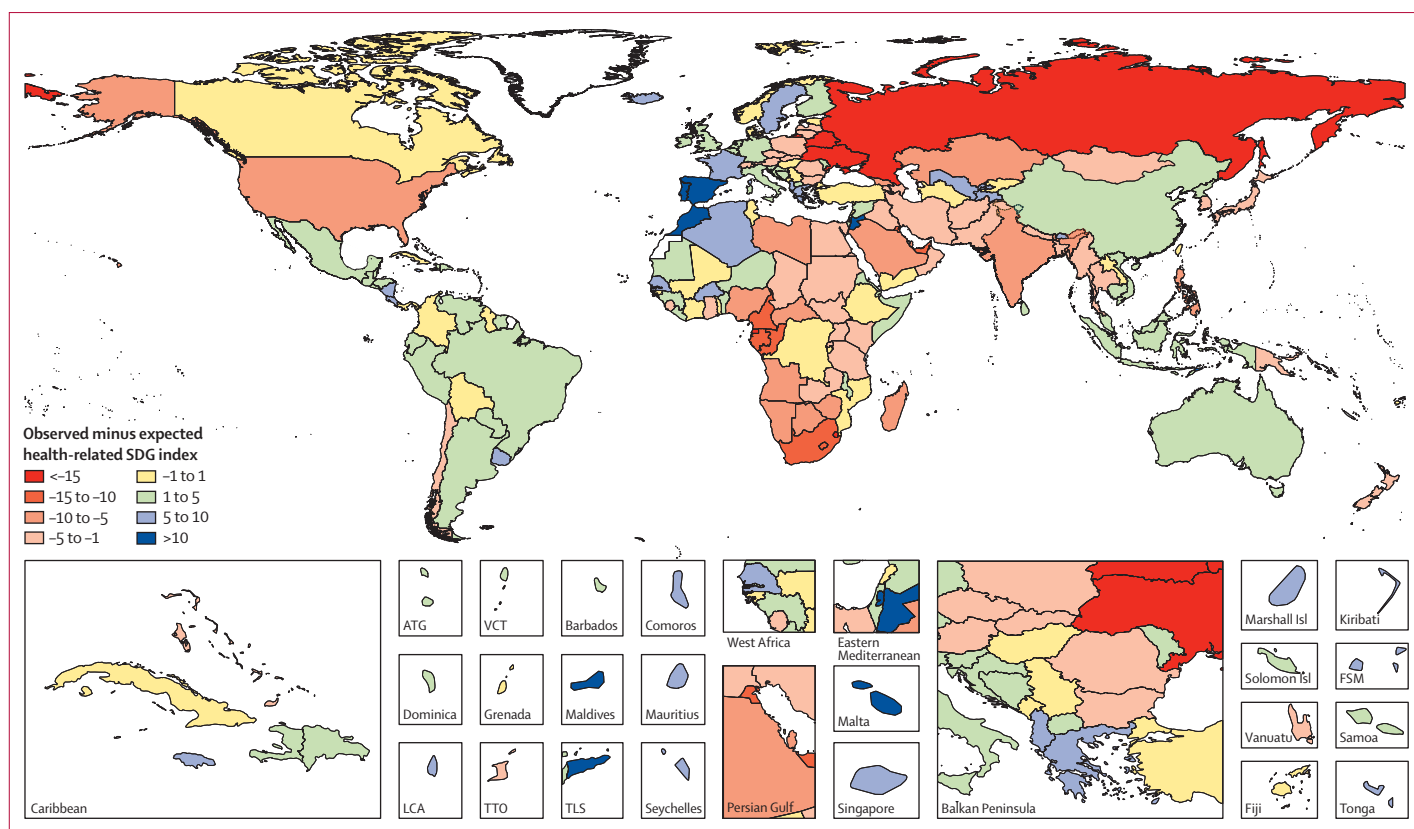 Observed minus expected
health-related SDG index
<–15
–15 to –10
–10 to –5
–5 to –1
–1 to 1
1 to 5
5 to 10
>10
Caribbean
ATG
VCT
Barbados
Comoros
Dominica
Grenada
Maldives
Mauritius
LCA
TTO
TLS
Seychelles
West Africa
Eastern
Mediterranean
Persian Gulf
Malta
Singapore
Balkan Peninsula
Marshall Isl
Kiribati
Solomon Isl
FSM
Vanuatu
Samoa
Fiji
Tonga